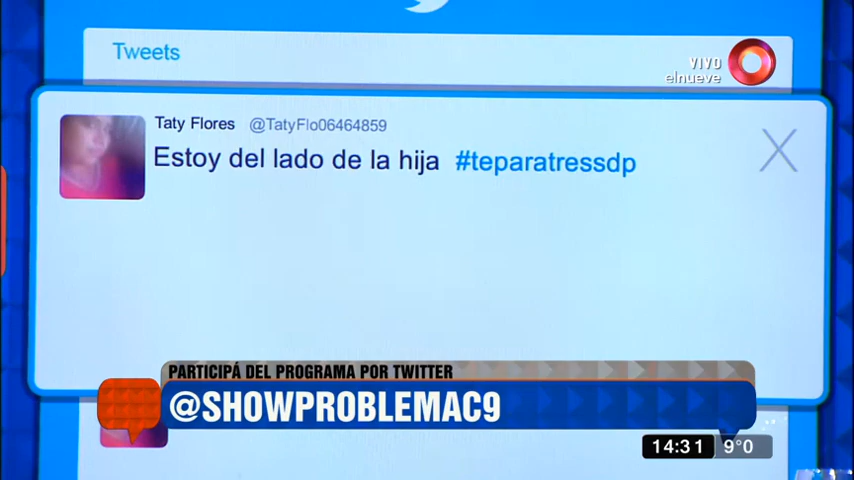 Tweets
VIVO
elnueve
Taty Flores @TatyFlo06464859
Estoy del lado de la hija #teparatressdp
PARTICIPÁ DEL PROGRAMA POR TWITTER
@SHOWPROBLEMAC9
14:31 9°0